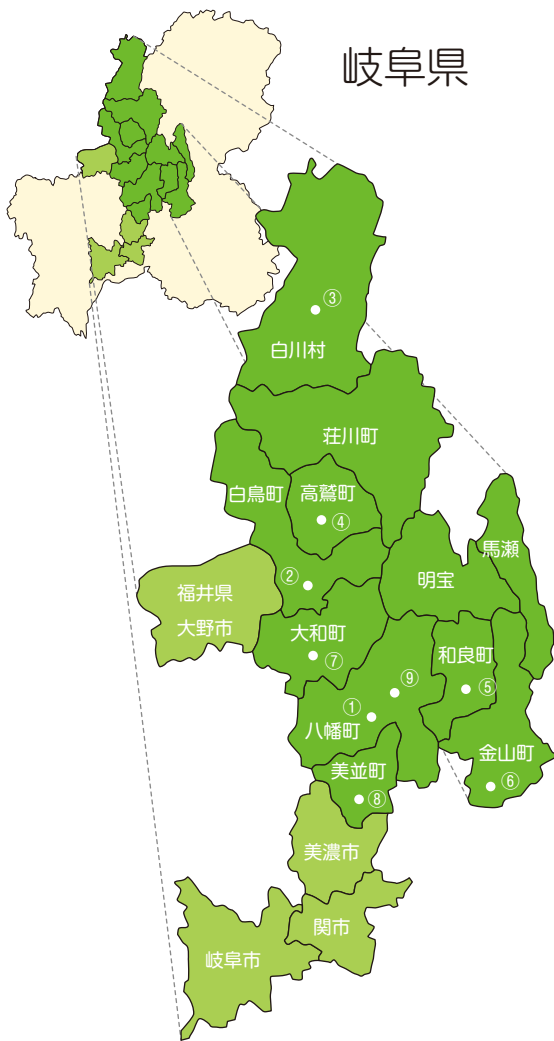 岐阜県
③
白川村
荘川町
白鳥町
高鷲町
④
馬瀬
②
明宝
福井県
大野市
大和町
⑦
和良町
⑤
⑨
①
八幡町
金山町
⑥
美並町
⑧
美濃市
関市
岐阜市